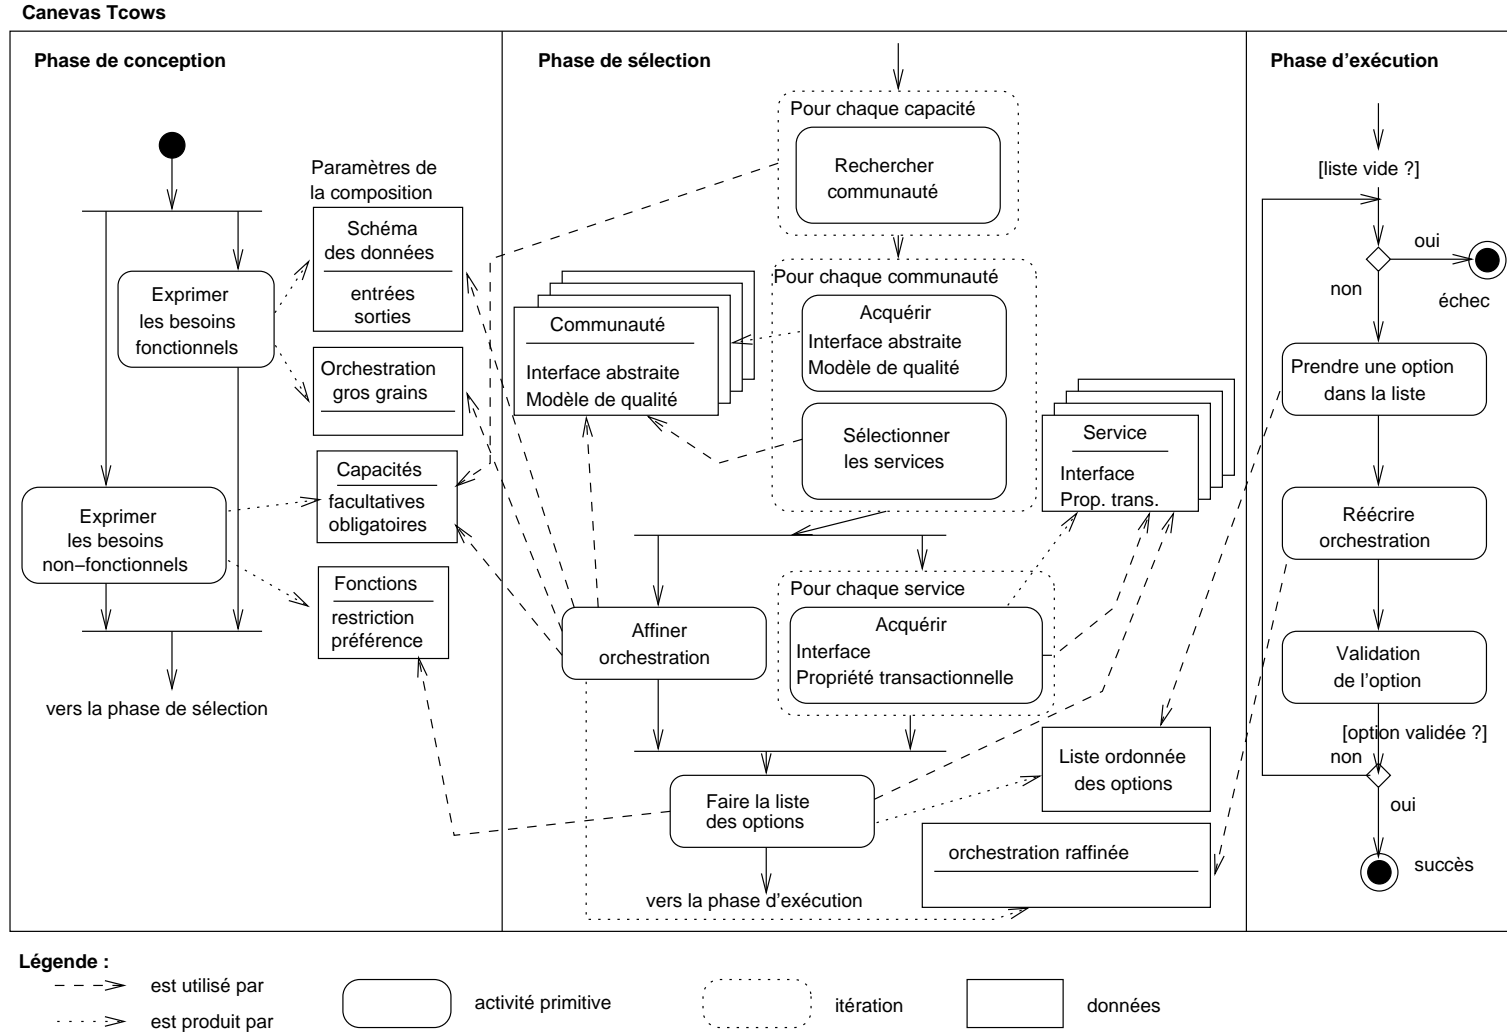 Canevas Tcows
Phase de conception
Paramètres de
la composition
Schéma
des données
entrées
sorties
Exprimer
les besoins
fonctionnels
Orchestration
gros grains
Capacités
facultatives
obligatoires
Exprimer
les besoins
non−fonctionnels
Fonctions
restriction
préférence
vers la phase de sélection
Phase de sélection
Pour chaque capacité
Rechercher
communauté
Pour chaque communauté
Acquérir
Interface abstraite
Modèle de qualité
Communauté
Interface abstraite
Modèle de qualité
Sélectionner
les services
Service
Interface
Prop. trans.
Pour chaque service
Acquérir
Interface
Propriété transactionnelle
Affiner
orchestration
Faire la liste
des options
Liste ordonnée
des options
orchestration raffinée
vers la phase d'exécution
Phase d'exécution
[liste vide ?]
oui
non
échec
Prendre une option
dans la liste
Réécrire
orchestration
Validation
de l'option
[option validée ?]
non
oui
succès
Légende :
est utilisé par
est produit par
activité primitive
itération
données